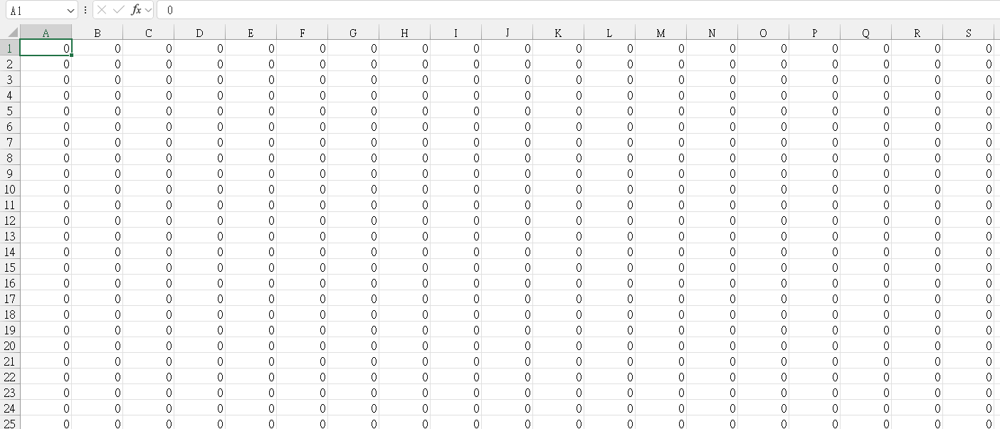 A1 fx 0
A B C D E F G H I J K L M N O P Q R S
1 0 0 0 0 0 0 0 0 0 0 0 0 0 0 0 0 0 0 0
2 0 0 0 0 0 0 0 0 0 0 0 0 0 0 0 0 0 0 0
3 0 0 0 0 0 0 0 0 0 0 0 0 0 0 0 0 0 0 0
4 0 0 0 0 0 0 0 0 0 0 0 0 0 0 0 0 0 0 0
5 0 0 0 0 0 0 0 0 0 0 0 0 0 0 0 0 0 0 0
6 0 0 0 0 0 0 0 0 0 0 0 0 0 0 0 0 0 0 0
7 0 0 0 0 0 0 0 0 0 0 0 0 0 0 0 0 0 0 0
8 0 0 0 0 0 0 0 0 0 0 0 0 0 0 0 0 0 0 0
9 0 0 0 0 0 0 0 0 0 0 0 0 0 0 0 0 0 0 0
10 0 0 0 0 0 0 0 0 0 0 0 0 0 0 0 0 0 0 0
11 0 0 0 0 0 0 0 0 0 0 0 0 0 0 0 0 0 0 0
12 0 0 0 0 0 0 0 0 0 0 0 0 0 0 0 0 0 0 0
13 0 0 0 0 0 0 0 0 0 0 0 0 0 0 0 0 0 0 0
14 0 0 0 0 0 0 0 0 0 0 0 0 0 0 0 0 0 0 0
15 0 0 0 0 0 0 0 0 0 0 0 0 0 0 0 0 0 0 0
16 0 0 0 0 0 0 0 0 0 0 0 0 0 0 0 0 0 0 0
17 0 0 0 0 0 0 0 0 0 0 0 0 0 0 0 0 0 0 0
18 0 0 0 0 0 0 0 0 0 0 0 0 0 0 0 0 0 0 0
19 0 0 0 0 0 0 0 0 0 0 0 0 0 0 0 0 0 0 0
20 0 0 0 0 0 0 0 0 0 0 0 0 0 0 0 0 0 0 0
21 0 0 0 0 0 0 0 0 0 0 0 0 0 0 0 0 0 0 0
22 0 0 0 0 0 0 0 0 0 0 0 0 0 0 0 0 0 0 0
23 0 0 0 0 0 0 0 0 0 0 0 0 0 0 0 0 0 0 0
24 0 0 0 0 0 0 0 0 0 0 0 0 0 0 0 0 0 0 0
25 0 0 0 0 0 0 0 0 0 0 0 0 0 0 0 0 0 0 0